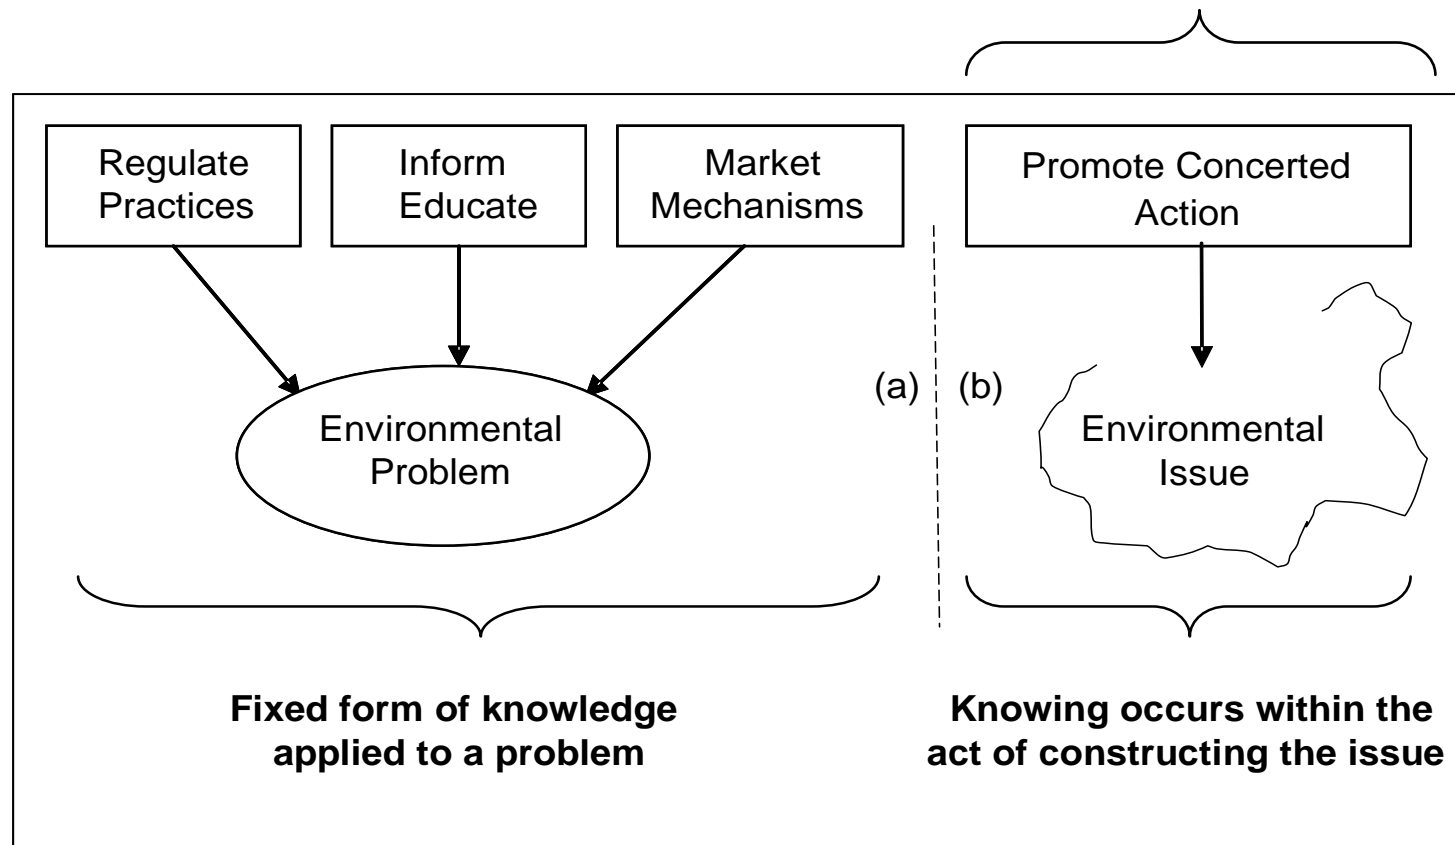 Regulate
Practices
Inform
Educate
Market
Mechanisms
Promote Concerted
Action
(a)
(b)
Environmental
Problem
Environmental
Issue
Fixed form of knowledge
applied to a problem
Knowing occurs within the
act of constructing the issue